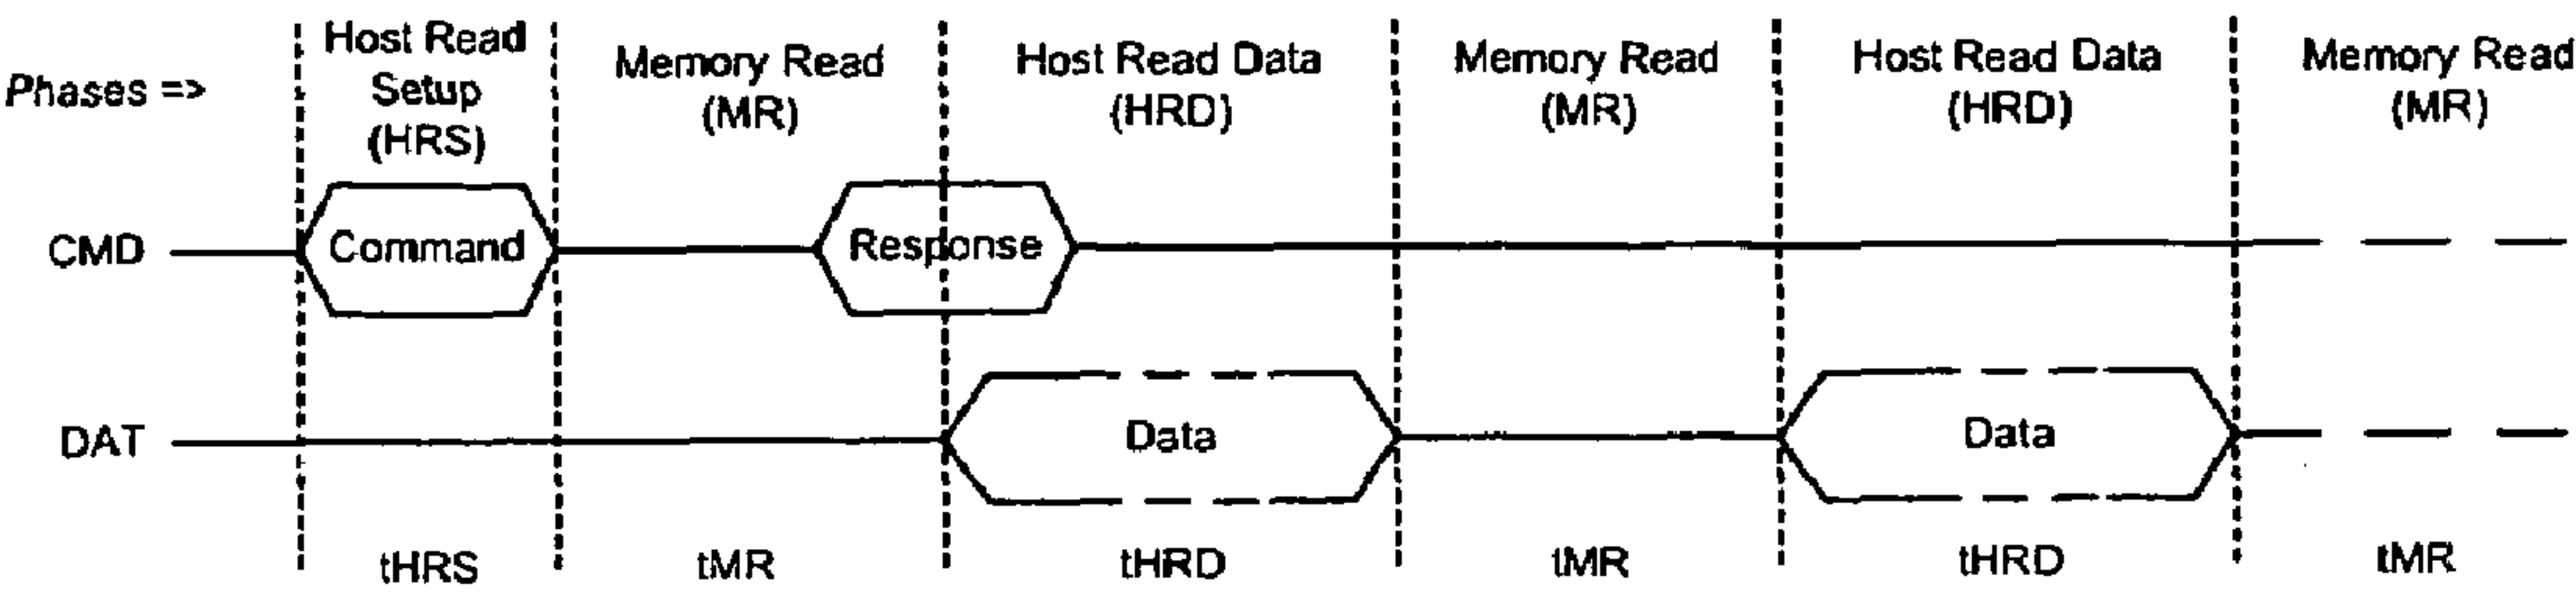 Phases =>
Host Read
Setup
(HRS)
Memory Read
(MR)
Host Read Data
(HRD)
Memory Read
(MR)
Host Read Data
(HRD)
Memory Read
(MR)
CMD
Command
Response
DAT
Data
Data
tHRS
tMR
tHRD
tMR
tHRD
tMR